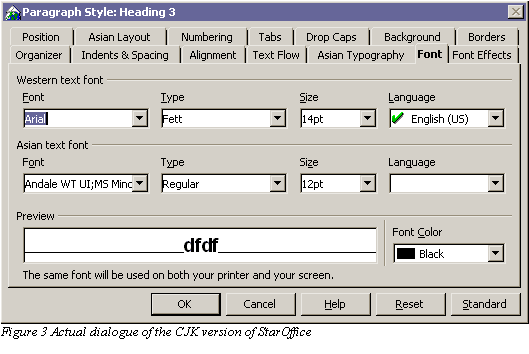 Paragraph Style: Heading 3
Position Asian Layout Numbering Tabs Drop Caps Background Borders
Organizer Indents & Spacing Alignment Text Flow Asian Typography Font Font Effects
Western text font
Font Type Size Language
Arial Fett 14pt English (US)
Asian text font
Font Type Size Language
Andale WT UI;MS Minc Regular 12pt
Preview
Font Color
dfdf Black
The same font will be used on both your printer and your screen.
OK Cancel Help Reset Standard
Figure 3 Actual dialogue of the CJK version of StarOffice